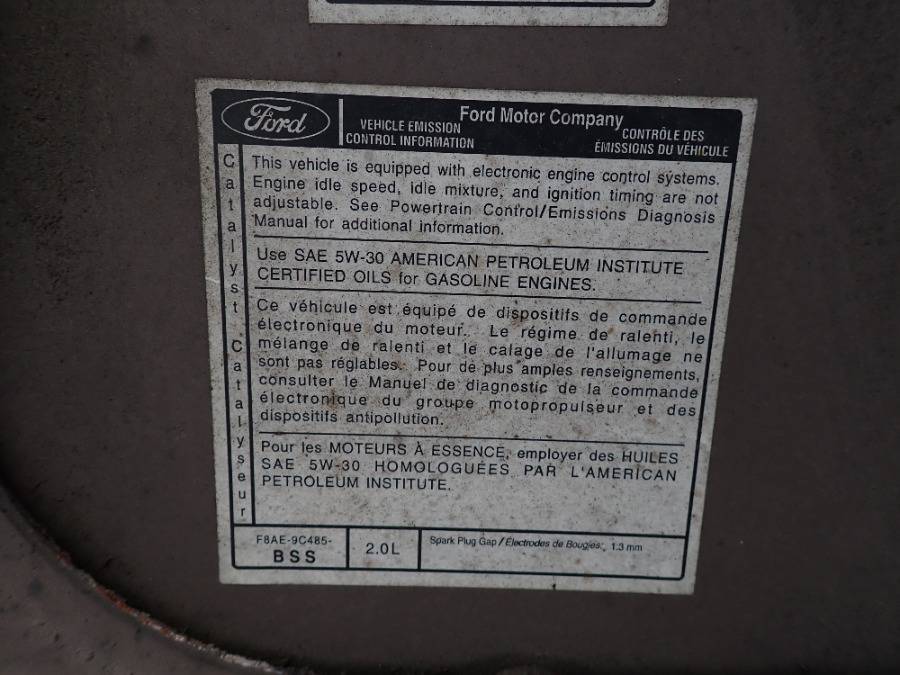 Ford
VEHICLE EMISSION
CONTROL INFORMATION
Ford Motor Company
CONTRÔLE DES
ÉMISSIONS DU VÉHICULE
Catalyst Catalyseur
This vehicle is equipped with electronic engine control systems.
Engine idle speed, idle mixture, and ignition timing are not
adjustable. See Powertrain Control/Emissions Diagnosis
Manual for additional information.
Use SAE 5W-30 AMERICAN PETROLEUM INSTITUTE
CERTIFIED OILS for GASOLINE ENGINES.
Ce véhicule est équipé de dispositifs de commande
électronique du moteur. Le régime de ralenti, le
mélange de ralenti et le calage de l'allumage ne
sont pas réglables. Pour de plus amples renseignements,
consulter le Manuel de diagnostic de la commande
électronique du groupe motopropulseur et des
dispositifs antipollution.
Pour les MOTEURS À ESSENCE, employer des HUILES
SAE 5W-30 HOMOLOGUÉES PAR L'AMERICAN
PETROLEUM INSTITUTE.
F8AE-9C485-
BSS
2.0L
Spark Plug Gap / Électrodes de Bougies: 1.3 mm